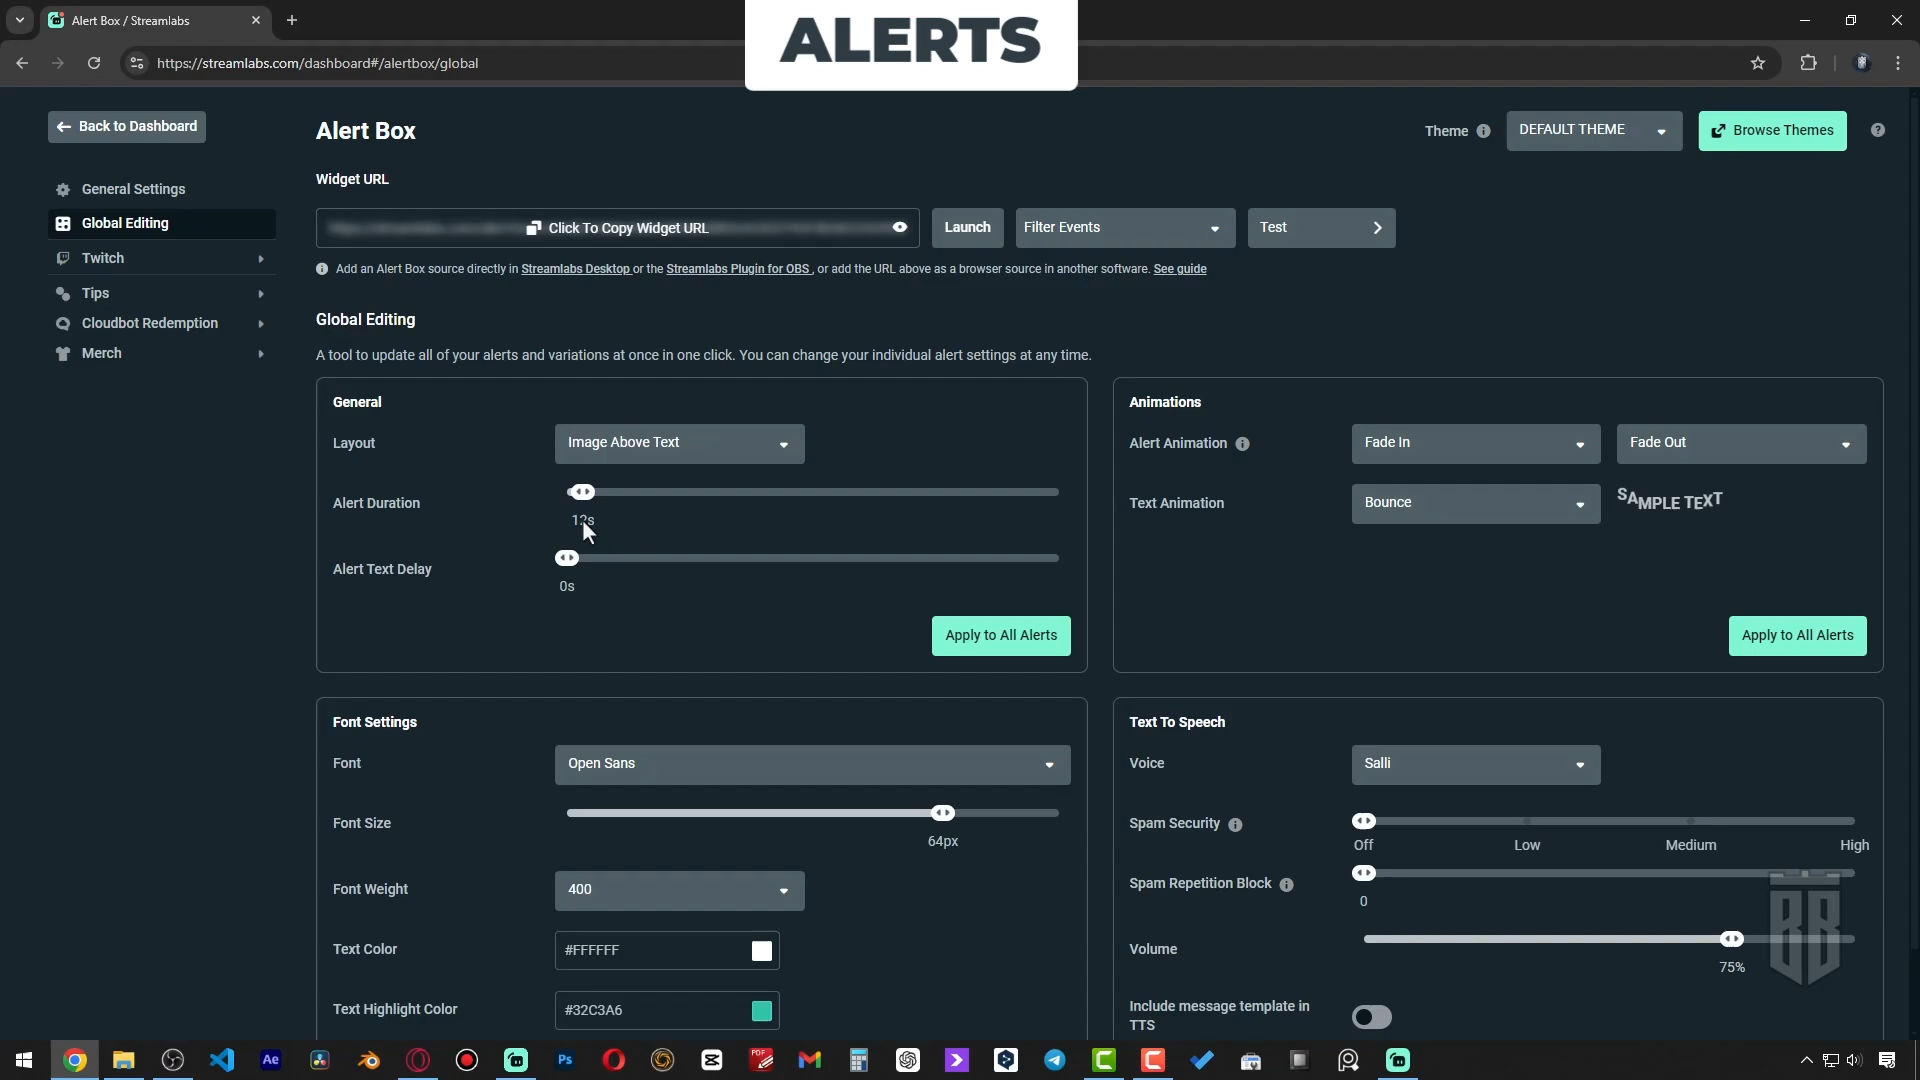 Alert Box / Streamlabs
ALERTS
https://streamlabs.com/dashboard#/alertbox/global
Back to Dashboard
Alert Box
Theme
DEFAULT THEME
Browse Themes
General Settings
Global Editing
Twitch
Tips
Cloudbot Redemption
Merch
Widget URL
Click To Copy Widget URL
Launch
Filter Events
Test
Add an Alert Box source directly in Streamlabs Desktop or the Streamlabs Plugin for OBS , or add the URL above as a browser source in another software. See guide
Global Editing
A tool to update all of your alerts and variations at once in one click. You can change your individual alert settings at any time.
General
Layout
Image Above Text
Alert Duration
12s
Alert Text Delay
0s
Apply to All Alerts
Animations
Alert Animation
Fade In
Fade Out
Text Animation
Bounce
SAMPLE TEXT
Apply to All Alerts
Font Settings
Font
Open Sans
Font Size
64px
Font Weight
400
Text Color
#FFFFFF
Text Highlight Color
#32C3A6
Text To Speech
Voice
Salli
Spam Security
Off
Low
Medium
High
Spam Repetition Block
0
Volume
75%
Include message template in
TTS
BB
Ae
Ps
PDF